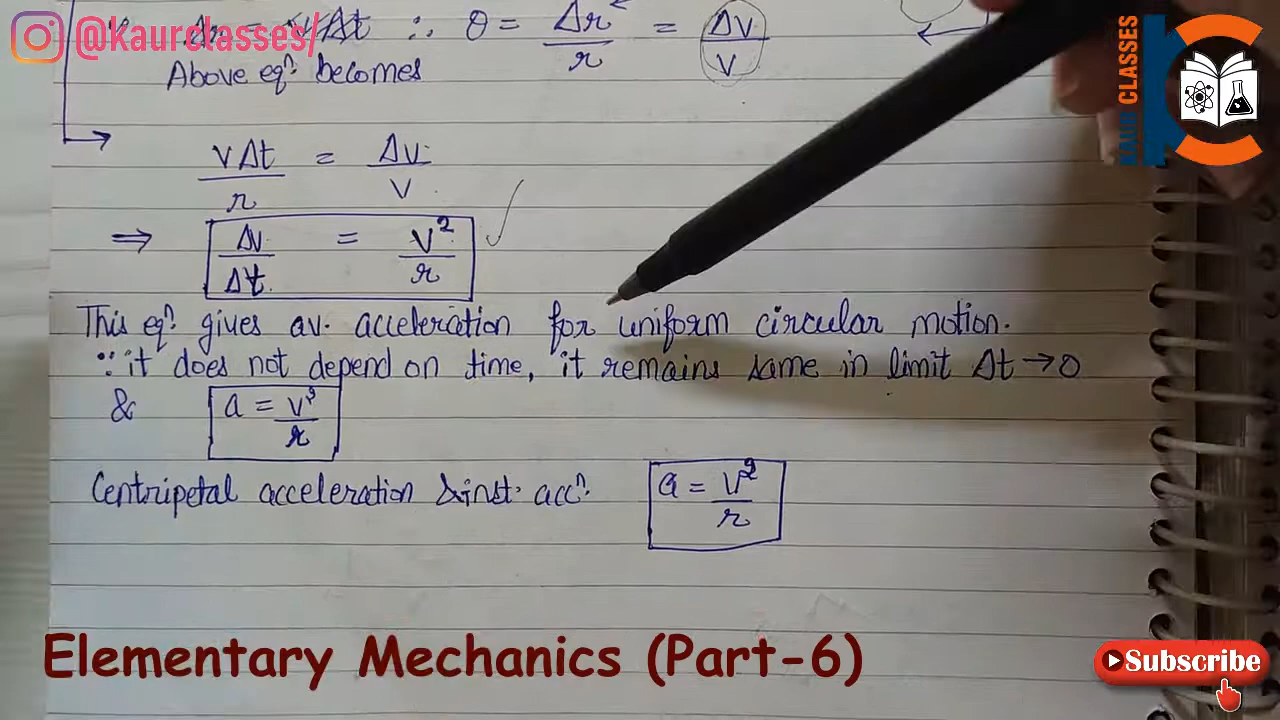 @kaurclasses/
Δr = vΔt ∴ θ = Δr/r = Δv/v
Above eqn. becomes
vΔt/r = Δv/v
⇒ Δv/Δt = v²/r
This eqn. gives av. acceleration for uniform circular motion.
∵ it does not depend on time, it remains same in limit Δt → 0
& a = v²/r
Centripetal acceleration & inst. accn. a = v²/r
KAUR CLASSES
Elementary Mechanics (Part-6)
Subscribe